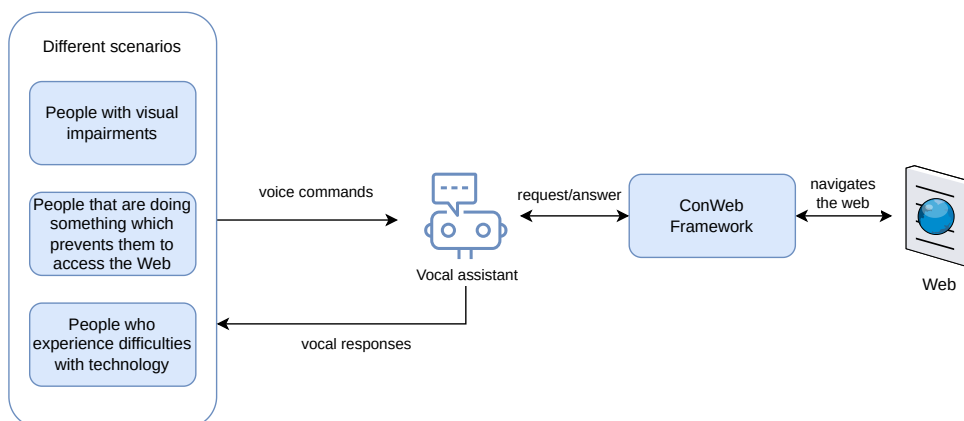 Different scenarios
People with visual
impairments
People that are doing
something which
prevents them to
access the Web
People who
experience difficulties
with technology
voice commands
vocal responses
Vocal assistant
request/answer
ConWeb
Framework
navigates
the web
Web